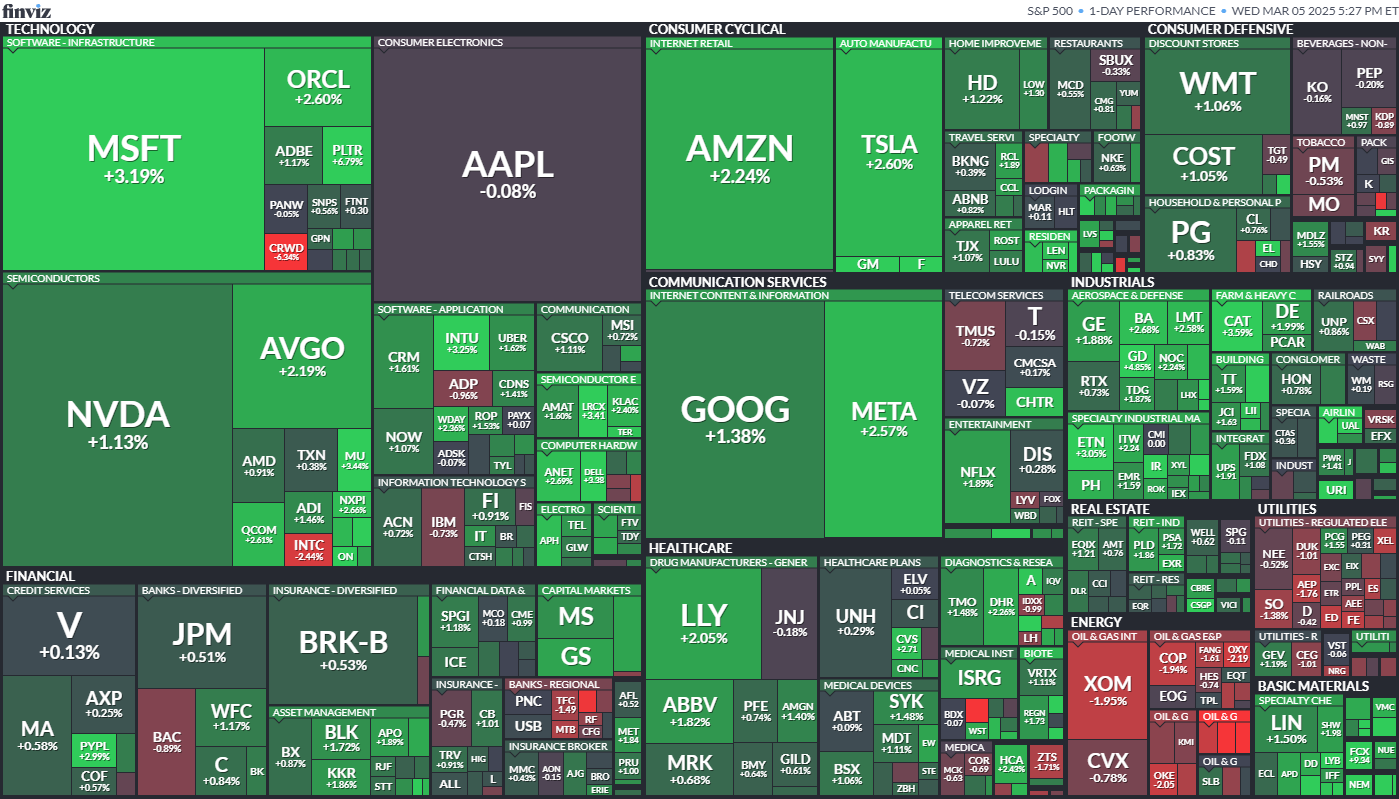 finviz
S&P 500 • 1-DAY PERFORMANCE • WED MAR 05 2025 5:27 PM ET
TECHNOLOGY
SOFTWARE - INFRASTRUCTURE
MSFT
+3.19%
ORCL
+2.60%
ADBE
+1.17%
PLTR
+6.79%
PANW
-0.05%
SNPS
+0.56%
FTNT
+0.30
CRWD
-6.34%
GPN
CONSUMER ELECTRONICS
AAPL
-0.08%
SEMICONDUCTORS
NVDA
+1.13%
AVGO
+2.19%
AMD
+0.91%
TXN
+0.38%
MU
+3.44%
QCOM
+2.61%
ADI
+1.46%
NXPI
+2.66%
INTC
-2.44%
ON
SOFTWARE - APPLICATION
CRM
+1.61%
INTU
+3.25%
UBER
+1.62%
ADP
-0.96%
CDNS
+1.41%
NOW
+1.07%
WDAY
+2.36%
ROP
+1.53%
PAYX
+0.07
ADSK
-0.07%
TYL
INFORMATION TECHNOLOGY S
ACN
+0.72%
IBM
-0.73%
FI
+0.91%
FIS
IT
BR
CTSH
COMMUNICATION
CSCO
+1.11%
MSI
+0.72%
SEMICONDUCTOR E
AMAT
+1.60%
LRCX
+3.41
KLAC
+2.40%
TER
COMPUTER HARDW
ANET
+2.69%
DELL
+3.38
ELECTRO
APH
TEL
GLW
SCIENTI
FTV
TDY
FINANCIAL
CREDIT SERVICES
V
+0.13%
MA
+0.58%
AXP
+0.25%
PYPL
+2.99%
COF
+0.57%
BANKS - DIVERSIFIED
JPM
+0.51%
BAC
-0.89%
WFC
+1.17%
C
+0.84%
BK
INSURANCE - DIVERSIFIED
BRK-B
+0.53%
ASSET MANAGEMENT
BX
+0.87%
BLK
+1.72%
APO
+1.89%
KKR
+1.86%
RJF
STT
FINANCIAL DATA &
SPGI
+1.18%
MCO
+0.18
CME
+0.99
ICE
CAPITAL MARKETS
MS
GS
INSURANCE -
PGR
-0.47%
CB
+1.01
TRV
+0.91%
HIG
ALL
L
BANKS - REGIONAL
PNC
TFC
-1.49
USB
MTB
RF
CFG
INSURANCE BROKER
MMC
+0.43%
AON
-0.15
AJG
BRO
ERIE
AFL
+0.52
MET
+1.84
PRU
+1.00
CONSUMER CYCLICAL
INTERNET RETAIL
AMZN
+2.24%
AUTO MANUFACTU
TSLA
+2.60%
GM
F
HOME IMPROVEME
HD
+1.22%
LOW
+1.30
RESTAURANTS
MCD
+0.55%
SBUX
-0.33%
CMG
+0.81
YUM
TRAVEL SERVI
BKNG
+0.39%
RCL
+1.89
CCL
ABNB
+0.82%
SPECIALTY
FOOTW
NKE
+0.63%
LODGIN
MAR
+0.11
HLT
PACKAGIN
APPAREL RET
TJX
+1.07%
ROST
LULU
RESIDEN
LEN
NVR
LVS
CONSUMER DEFENSIVE
DISCOUNT STORES
WMT
+1.06%
COST
+1.05%
TGT
-0.49
BEVERAGES - NON-
KO
-0.16%
PEP
-0.20%
MNST
+0.97
KDP
-0.89
TOBACCO
PM
-0.53%
MO
PACK
GIS
K
HOUSEHOLD & PERSONAL P
PG
+0.83%
CL
+0.76%
EL
CHD
MDLZ
+1.55%
HSY
STZ
+0.94
KR
SYY
COMMUNICATION SERVICES
INTERNET CONTENT & INFORMATION
GOOG
+1.38%
META
+2.57%
TELECOM SERVICES
TMUS
-0.72%
T
-0.15%
VZ
-0.07%
CMCSA
+0.17%
CHTR
ENTERTAINMENT
NFLX
+1.89%
DIS
+0.28%
LYV
FOX
WBD
INDUSTRIALS
AEROSPACE & DEFENSE
GE
+1.88%
BA
+2.68%
LMT
+2.58%
RTX
+0.73%
GD
+4.85%
NOC
+2.24%
TDG
+1.87%
LHX
FARM & HEAVY C
CAT
+3.59%
DE
+1.99%
PCAR
RAILROADS
UNP
+0.86%
CSX
WAB
BUILDING
TT
+1.59%
JCI
+1.63
LII
CONGLOMER
HON
+0.78%
WASTE
WM
+0.19
RSG
SPECIALTY INDUSTRIAL MA
ETN
+3.05%
ITW
+2.24
CMI
0.00
PH
EMR
+1.59
IR
XYL
ROK
IEX
INTEGRAT
UPS
+1.91
FDX
+1.08
SPECIA
CTAS
+0.36
AIRLIN
UAL
VRSK
EFX
INDUST
PWR
+1.41
J
URI
HEALTHCARE
DRUG MANUFACTURERS - GENER
LLY
+2.05%
JNJ
-0.18%
ABBV
+1.82%
PFE
+0.74%
AMGN
+1.40%
MRK
+0.68%
BMY
+0.64%
GILD
+0.61%
HEALTHCARE PLANS
UNH
+0.29%
ELV
+0.05%
CI
CVS
+2.71
CNC
MEDICAL DEVICES
ABT
+0.09%
SYK
+1.48%
MDT
+1.11%
EW
BSX
+1.06%
STE
ZBH
DIAGNOSTICS & RESEA
TMO
+1.48%
DHR
+2.26%
A
IQV
IDXX
-0.99
LH
MEDICAL INST
ISRG
BDX
+0.07
WST
BIOTE
VRTX
+1.11%
REGN
+1.73
MEDICA
MCK
-0.63
COR
-0.69
HCA
+2.43%
ZTS
-1.71%
REAL ESTATE
REIT - SPE
EQIX
+1.21
AMT
+0.76
DLR
CCI
REIT - IND
PLD
+1.86
PSA
+1.72
EXR
REIT - RES
EQR
WELL
+0.62
SPG
-0.11
CBRE
CSGP
VICI
UTILITIES
UTILITIES - REGULATED ELE
NEE
-0.52%
DUK
-1.01
PCG
+1.55
PEG
+0.31
XEL
EXC
EIX
SO
-1.38%
AEP
-1.76
ETR
PPL
ES
D
-0.42
AEE
ED
FE
UTILITIES - R
GEV
+1.19%
CEG
-1.01
VST
-0.06
NRG
UTILITI
ENERGY
OIL & GAS INT
XOM
-1.95%
CVX
-0.78%
OIL & GAS E&P
COP
-1.94%
FANG
-1.61
OXY
-2.19
EOG
HES
-0.74
EQT
TPL
OIL & G
KMI
OKE
-2.05
OIL & G
OIL & G
SLB
BASIC MATERIALS
SPECIALTY CHE
LIN
+1.50%
SHW
+1.98
ECL
APD
DD
LYB
IFF
VMC
FCX
+9.34
NUE
NEM